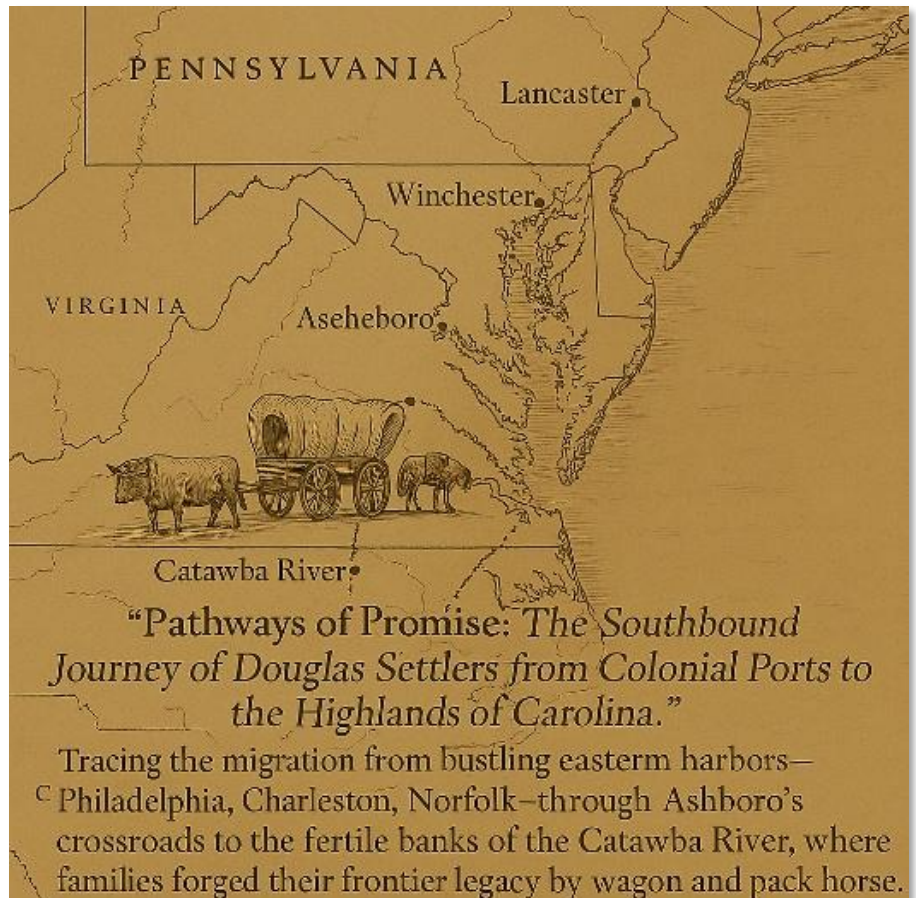 PENNSYLVANIA
Lancaster
Winchester
VIRGINIA
Aseheboro
Catawba River
“Pathways of Promise: The Southbound
Journey of Douglas Settlers from Colonial Ports to
the Highlands of Carolina.”
Tracing the migration from bustling easterm harbors—
C
Philadelphia, Charleston, Norfolk–through Ashboro’s
crossroads to the fertile banks of the Catawba River, where
families forged their frontier legacy by wagon and pack horse.